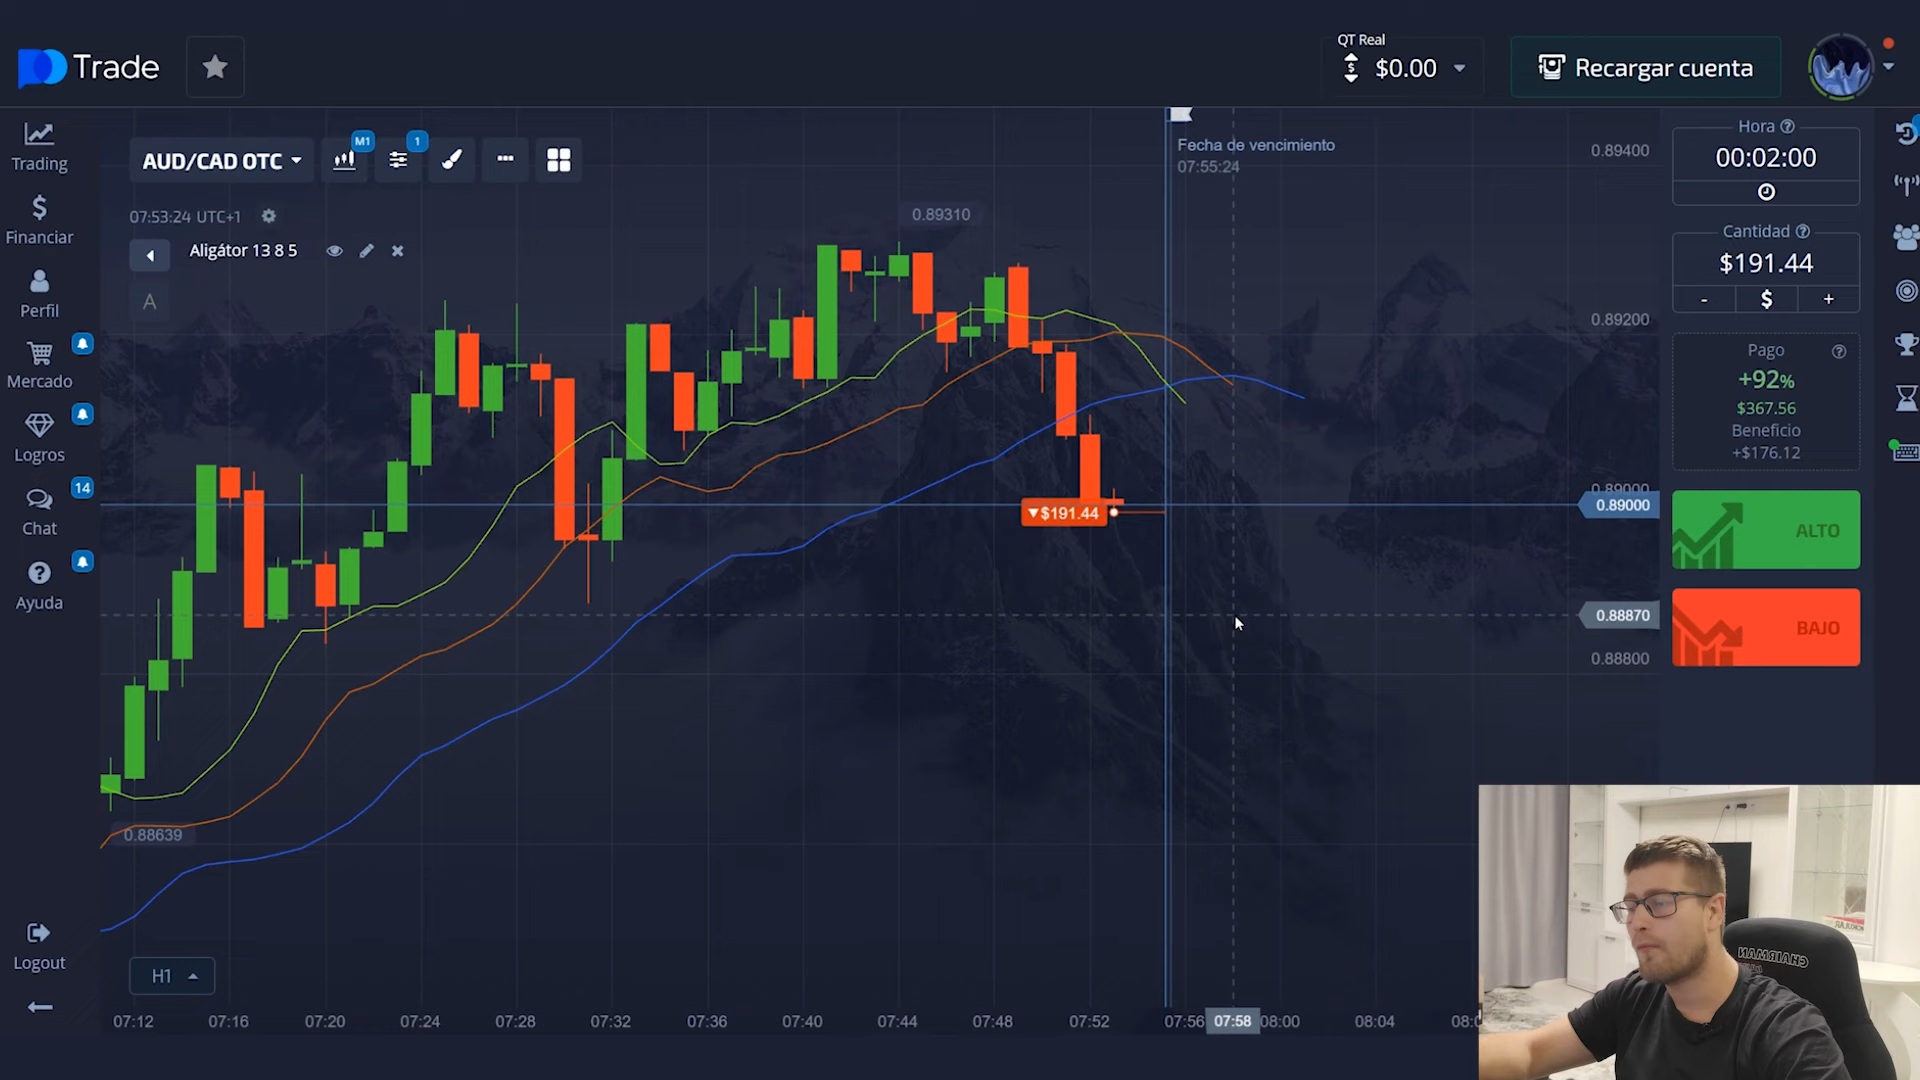 Trade
QT Real
$0.00
Recargar cuenta
Trading
Financiar
Perfil
Mercado
Logros
14
Chat
Ayuda
Logout
AUD/CAD OTC
M1
1
07:53:24 UTC+1
Aligátor 13 8 5
A
0.89310
Fecha de vencimiento
07:55:24
0.89400
0.89200
0.89000
0.89000
0.88870
0.88800
$191.44
0.88639
H1
07:12
07:16
07:20
07:24
07:28
07:32
07:36
07:40
07:44
07:48
07:52
07:56
07:58
08:00
08:04
Hora
00:02:00
Cantidad
$191.44
- $ +
Pago
+92%
$367.56
Beneficio
+$176.12
ALTO
BAJO
CHAIRMAN